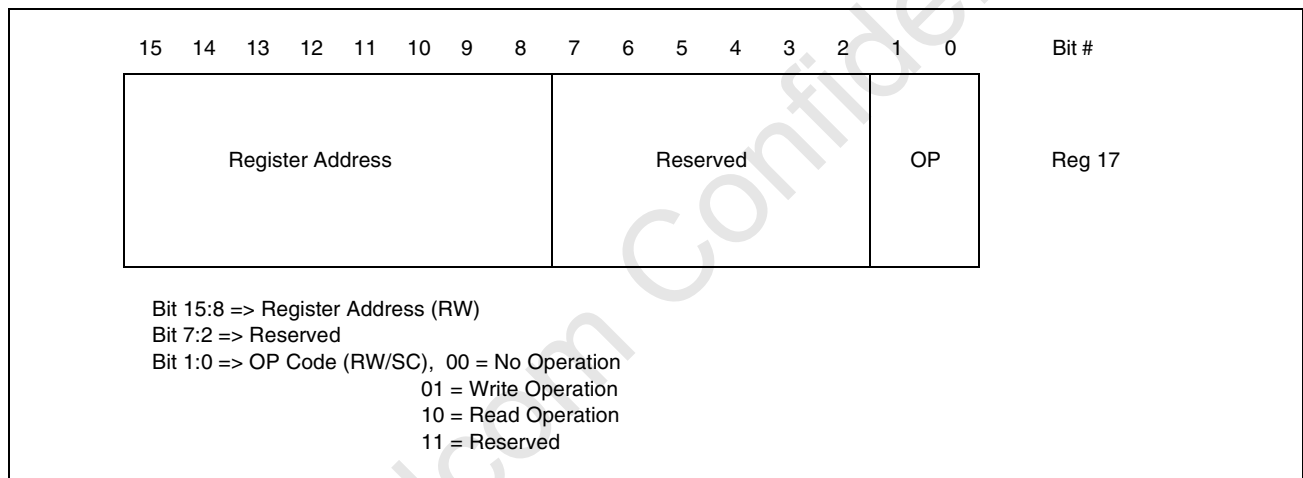 15 14 13 12 11 10 9 8 7 6 5 4 3 2 1 0 Bit #
Register Address Reserved OP Reg 17
Bit 15:8 => Register Address (RW)
Bit 7:2 => Reserved
Bit 1:0 => OP Code (RW/SC), 00 = No Operation
01 = Write Operation
10 = Read Operation
11 = Reserved